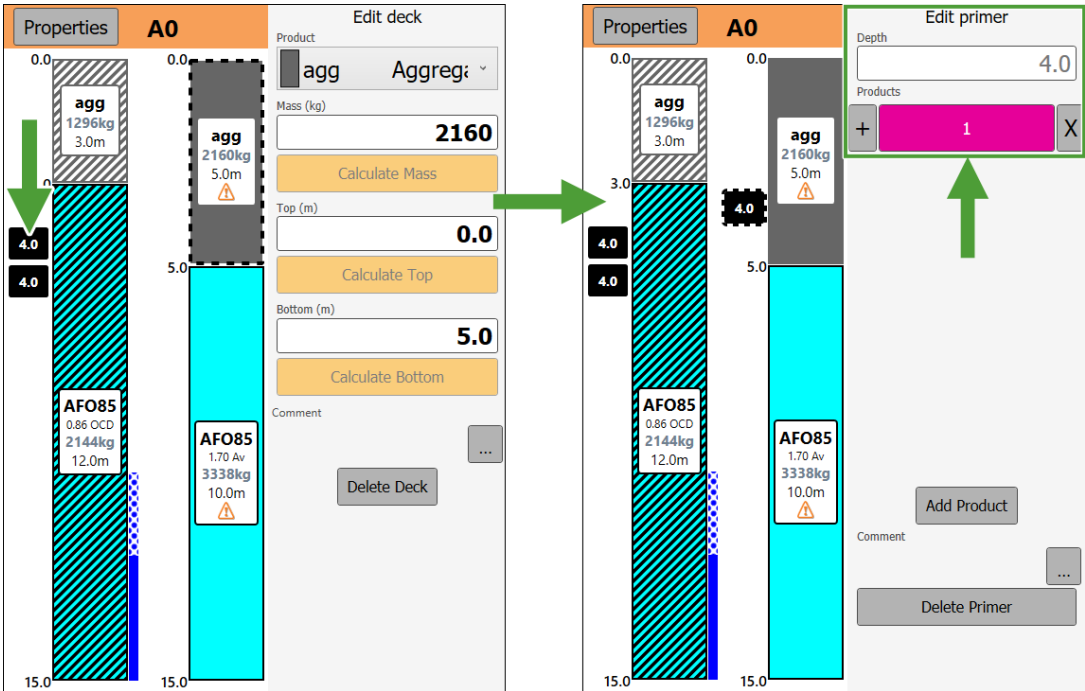 Properties
A0
Edit deck
Product
agg Aggrega
Mass (kg)
2160
Calculate Mass
Top (m)
0.0
Calculate Top
Bottom (m)
5.0
Calculate Bottom
Comment
...
Delete Deck
0.0
agg
1296kg
3.0m
0
4.0
4.0
AFO85
0.86 OCD
2144kg
12.0m
15.0
0.0
agg
2160kg
5.0m
5.0
AFO85
1.70 Av
3338kg
10.0m
15.0
Properties
A0
Edit primer
Depth
4.0
Products
+ 1 X
Add Product
Comment
...
Delete Primer
0.0
agg
1296kg
3.0m
3.0
4.0
4.0
AFO85
0.86 OCD
2144kg
12.0m
15.0
0.0
agg
2160kg
5.0m
4.0
5.0
AFO85
1.70 Av
3338kg
10.0m
15.0